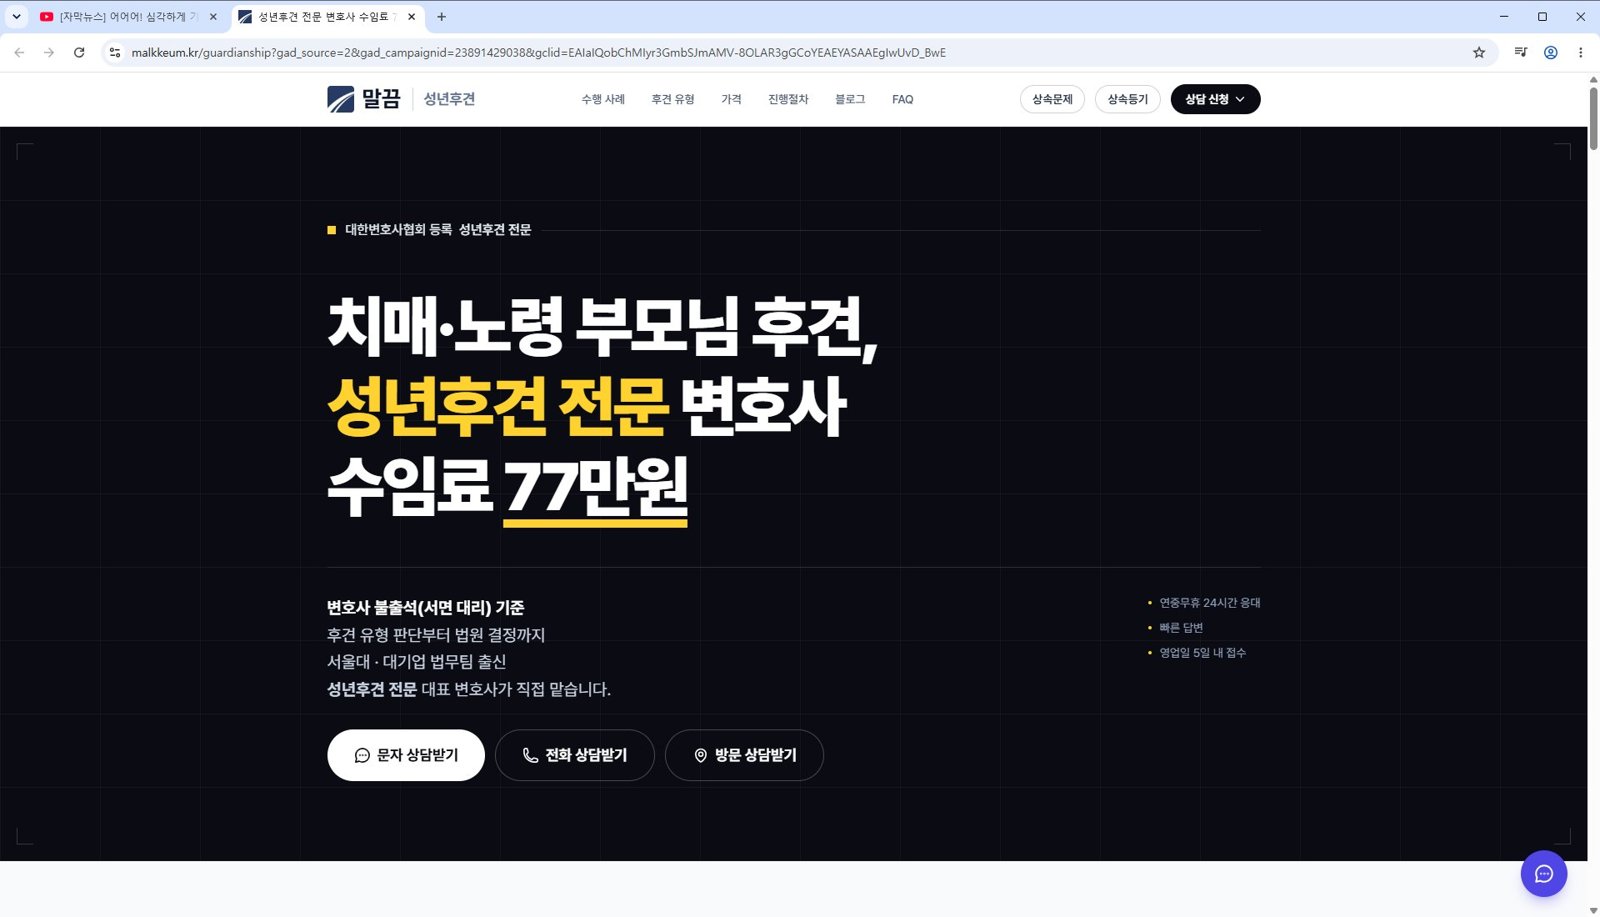 [자막뉴스] 어어어! 심각하게
성년후견 전문 변호사 수임료 7
malkkeum.kr/guardianship?gad_source=2&gad_campaignid=23891429038&gclid=EAIaIQobChMIyr3GmbSJmAMV-8OLAR3gGCoYEAEYASAAEgIwUvD_BwE
말끔 성년후견
수행 사례 후견 유형 가격 진행절차 블로그 FAQ
상속문제 상속등기 상담 신청
대한변호사협회 등록 성년후견 전문
치매·노령 부모님 후견,
성년후견 전문 변호사
수임료 77만원
변호사 불출석(서면 대리) 기준
후견 유형 판단부터 법원 결정까지
서울대 · 대기업 법무팀 출신
성년후견 전문 대표 변호사가 직접 맡습니다.
연중무휴 24시간 응대
빠른 답변
영업일 5일 내 접수
문자 상담받기 전화 상담받기 방문 상담받기